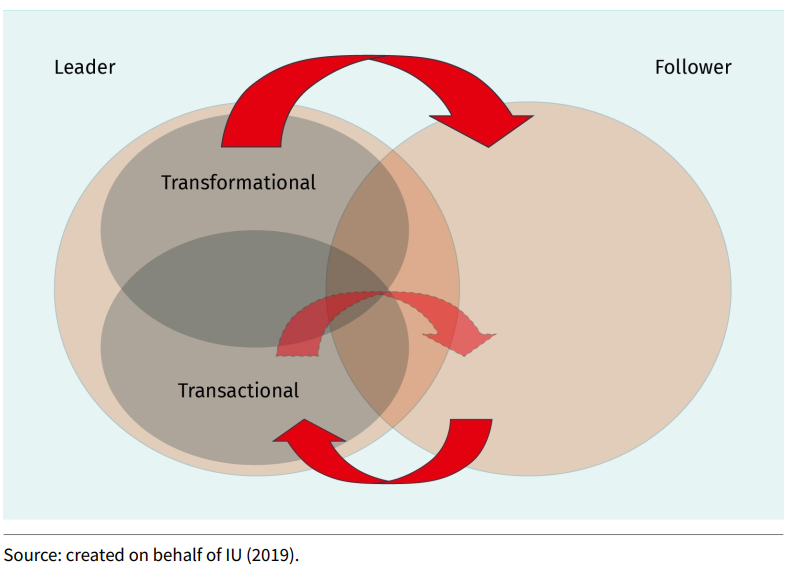 Leader
Follower
Transformational
Transactional
Source: created on behalf of IU (2019).